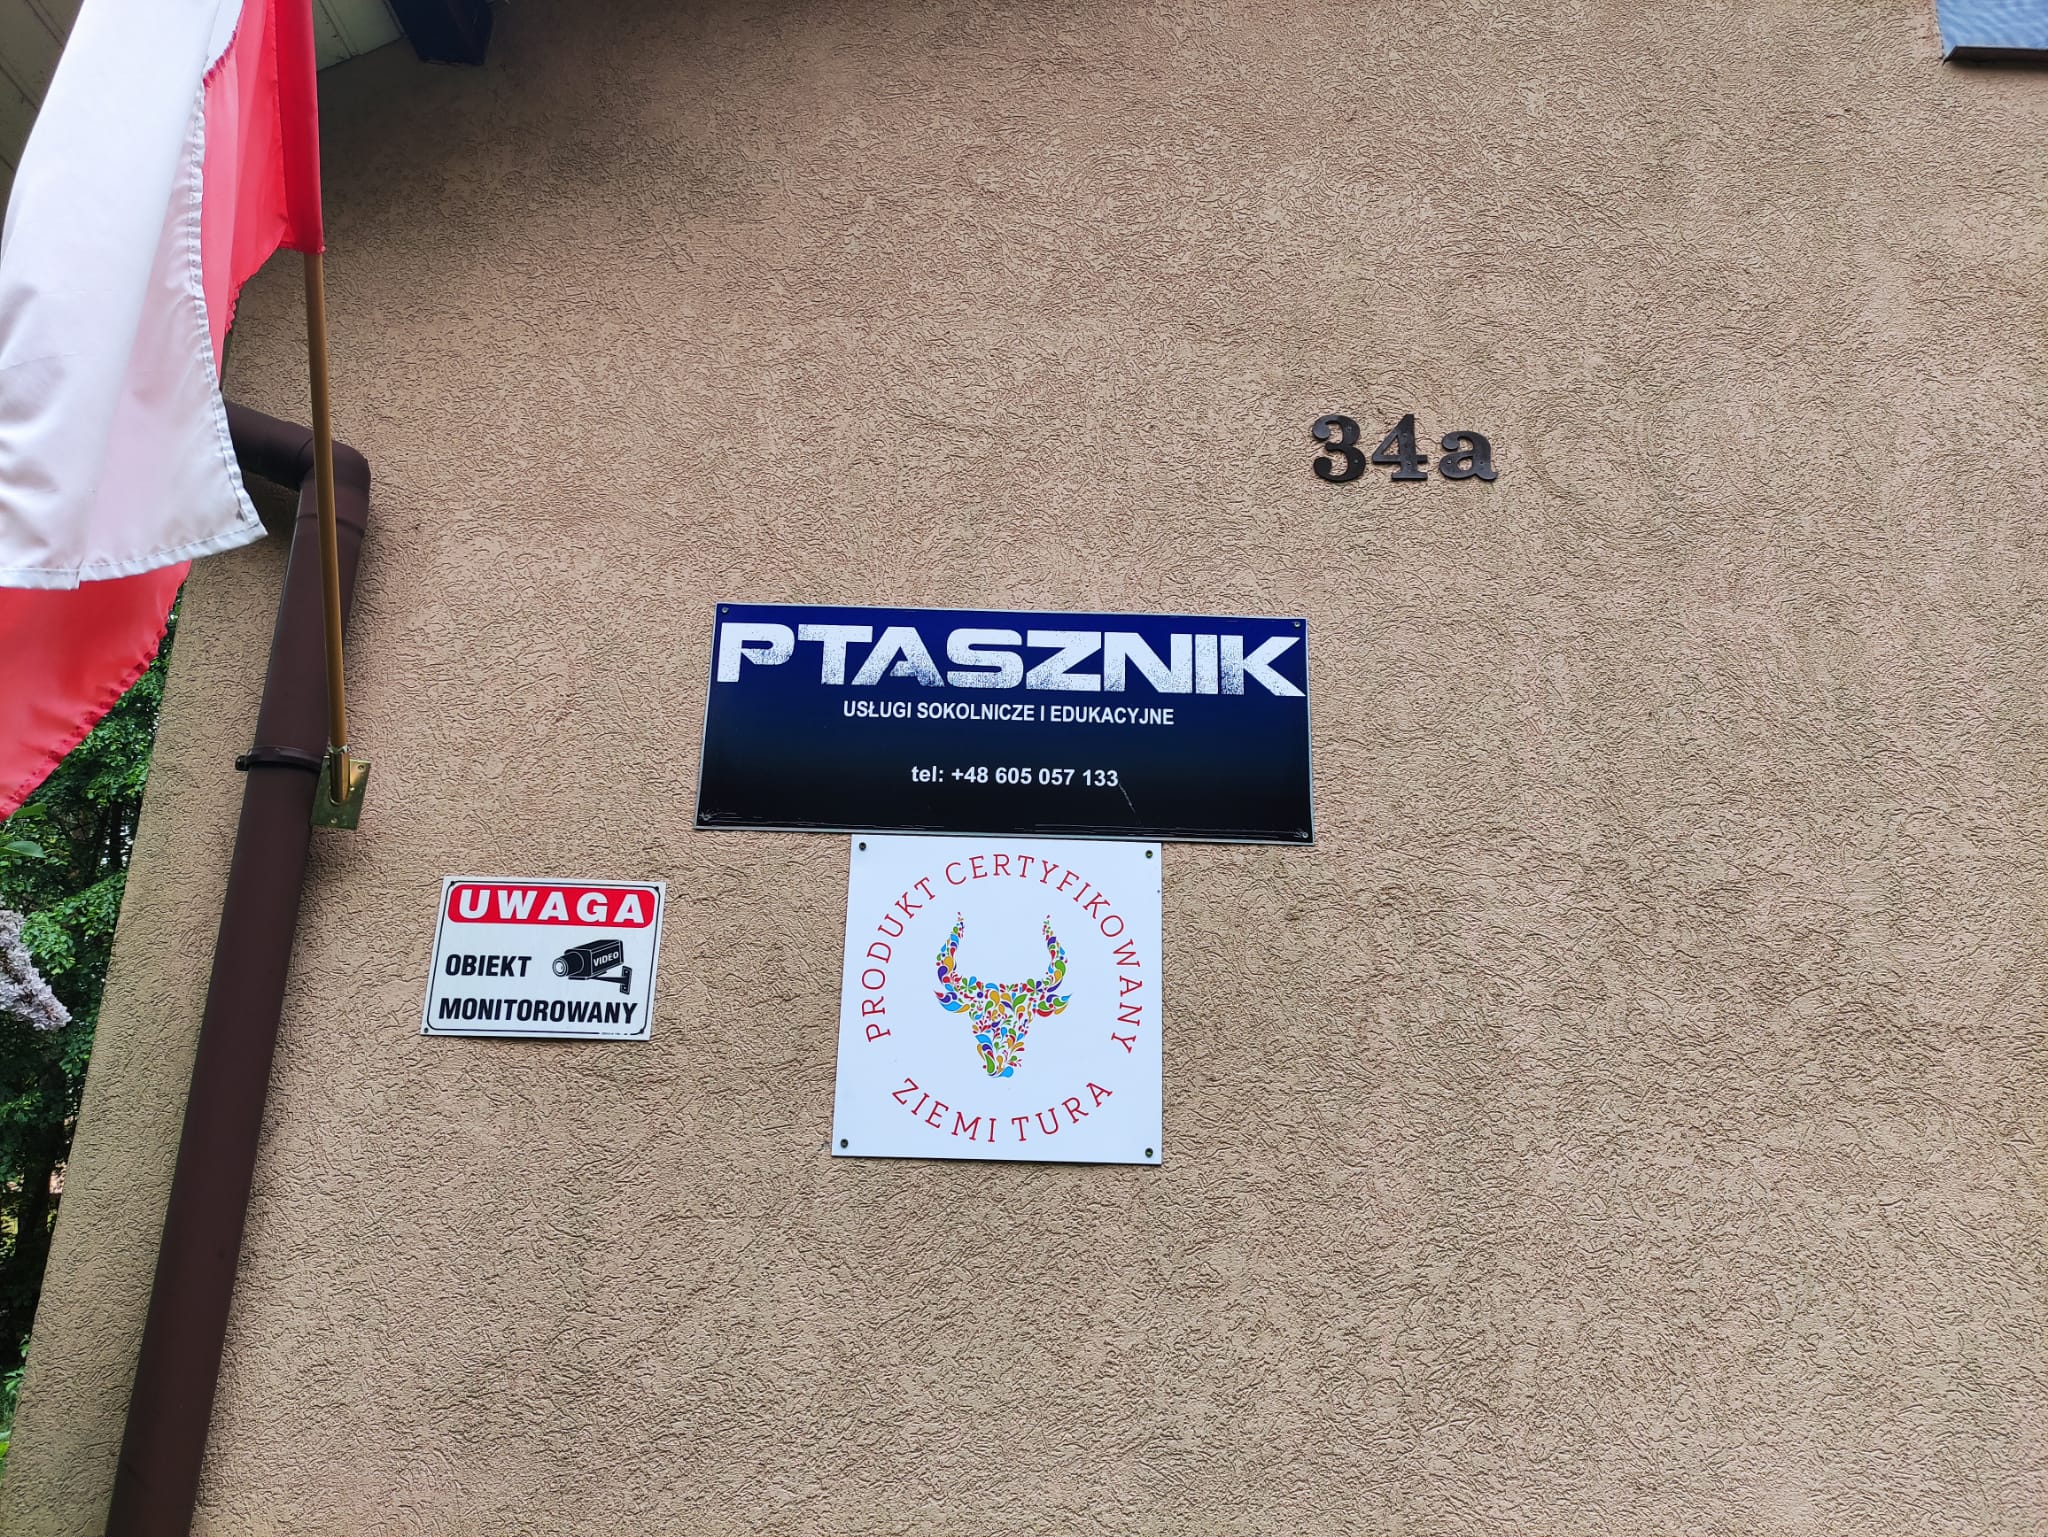 34a
PTASZNIK
USŁUGI SOKOLNICZE I EDUKACYJNE
tel: +48 605 057 133
UWAGA
OBIEKT
VIDEO
MONITOROWANY
PRODUKT CERTYFIKOWANY
ZIEMI TURA